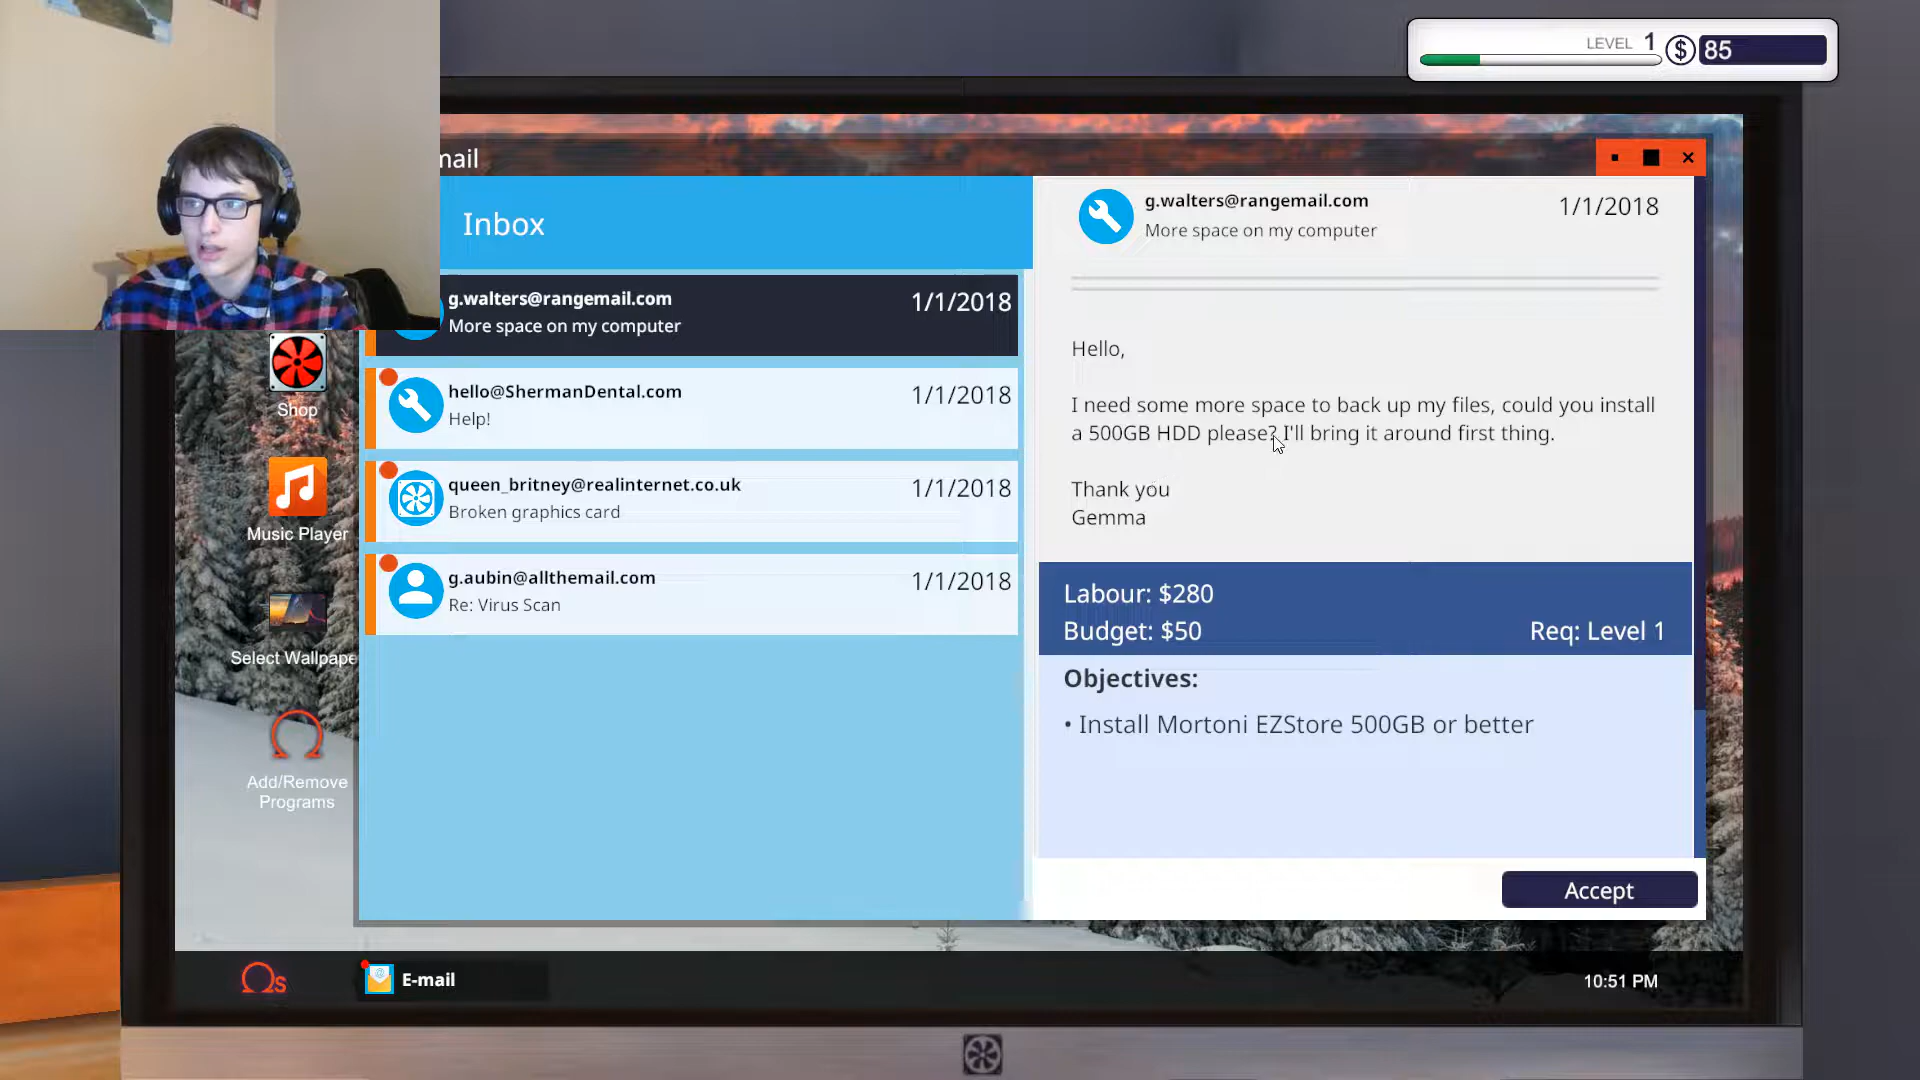 LEVEL 1 $ 85
mail
Inbox
g.walters@rangemail.com 1/1/2018
More space on my computer
hello@ShermanDental.com 1/1/2018
Help!
queen_britney@realinternet.co.uk 1/1/2018
Broken graphics card
g.aubin@allthemail.com 1/1/2018
Re: Virus Scan
g.walters@rangemail.com 1/1/2018
More space on my computer
Hello,
I need some more space to back up my files, could you install
a 500GB HDD please? I'll bring it around first thing.
Thank you
Gemma
Labour: $280
Budget: $50 Req: Level 1
Objectives:
• Install Mortoni EZStore 500GB or better
Accept
Shop
Music Player
Select Wallpape
Add/Remove
Programs
Ωs E-mail 10:51 PM